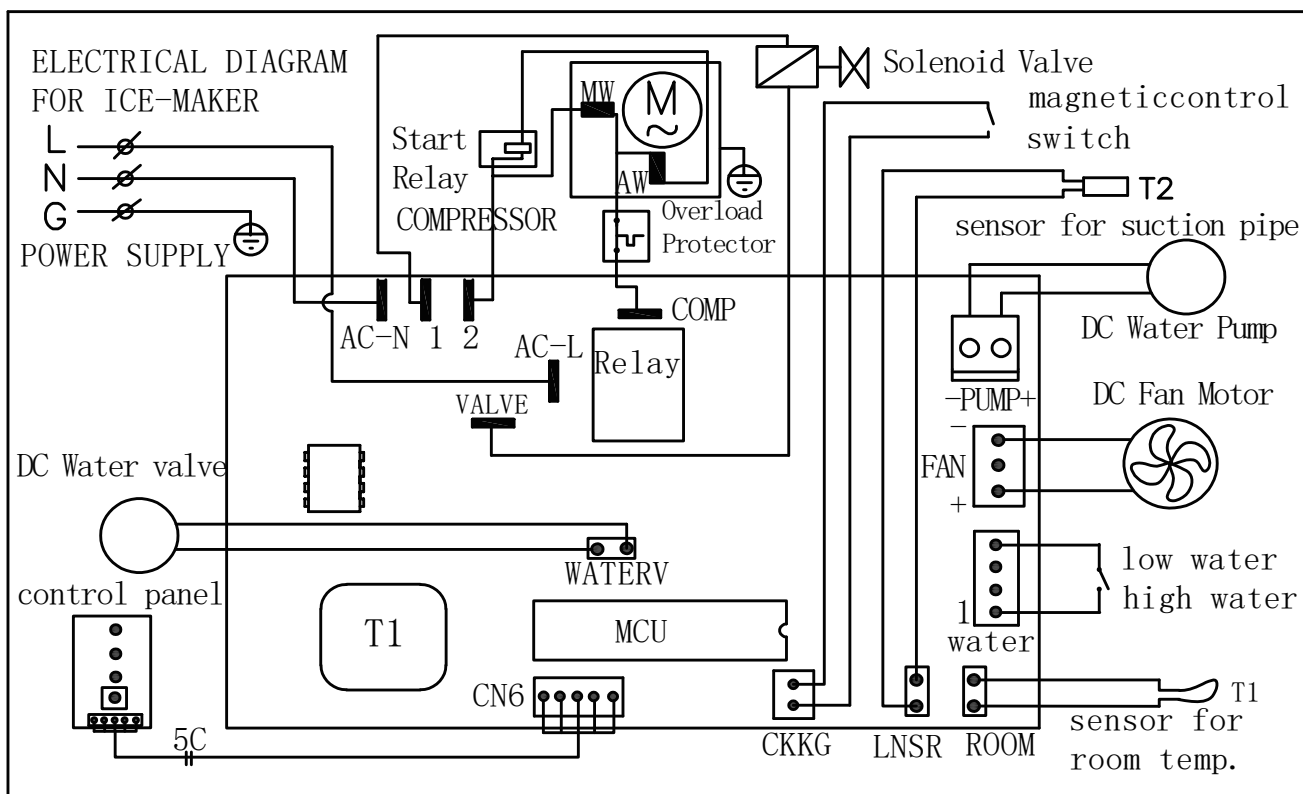 ELECTRICAL DIAGRAM
FOR ICE-MAKER
L
N
G
POWER SUPPLY
Start
Relay
COMPRESSOR
MW
M
~
AW
Overload
Protector
Solenoid Valve
magneticcontrol
switch
T2
sensor for suction pipe
DC Water Pump
AC-N 1 2
COMP
AC-L
Relay
VALVE
-PUMP+
DC Fan Motor
-
FAN
+
DC Water valve
WATERV
low water
high water
1
water
control panel
T1
MCU
CN6
5C
CKKG
LNSR
ROOM
T1
sensor for
room temp.